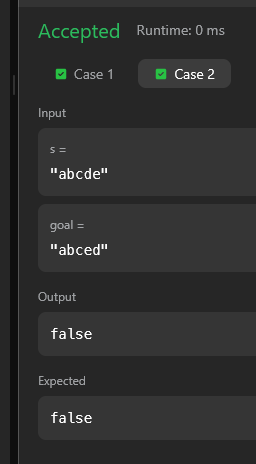 Accepted Runtime: 0 ms
Case 1 Case 2
Input
s =
"abcde"
goal =
"abced"
Output
false
Expected
false